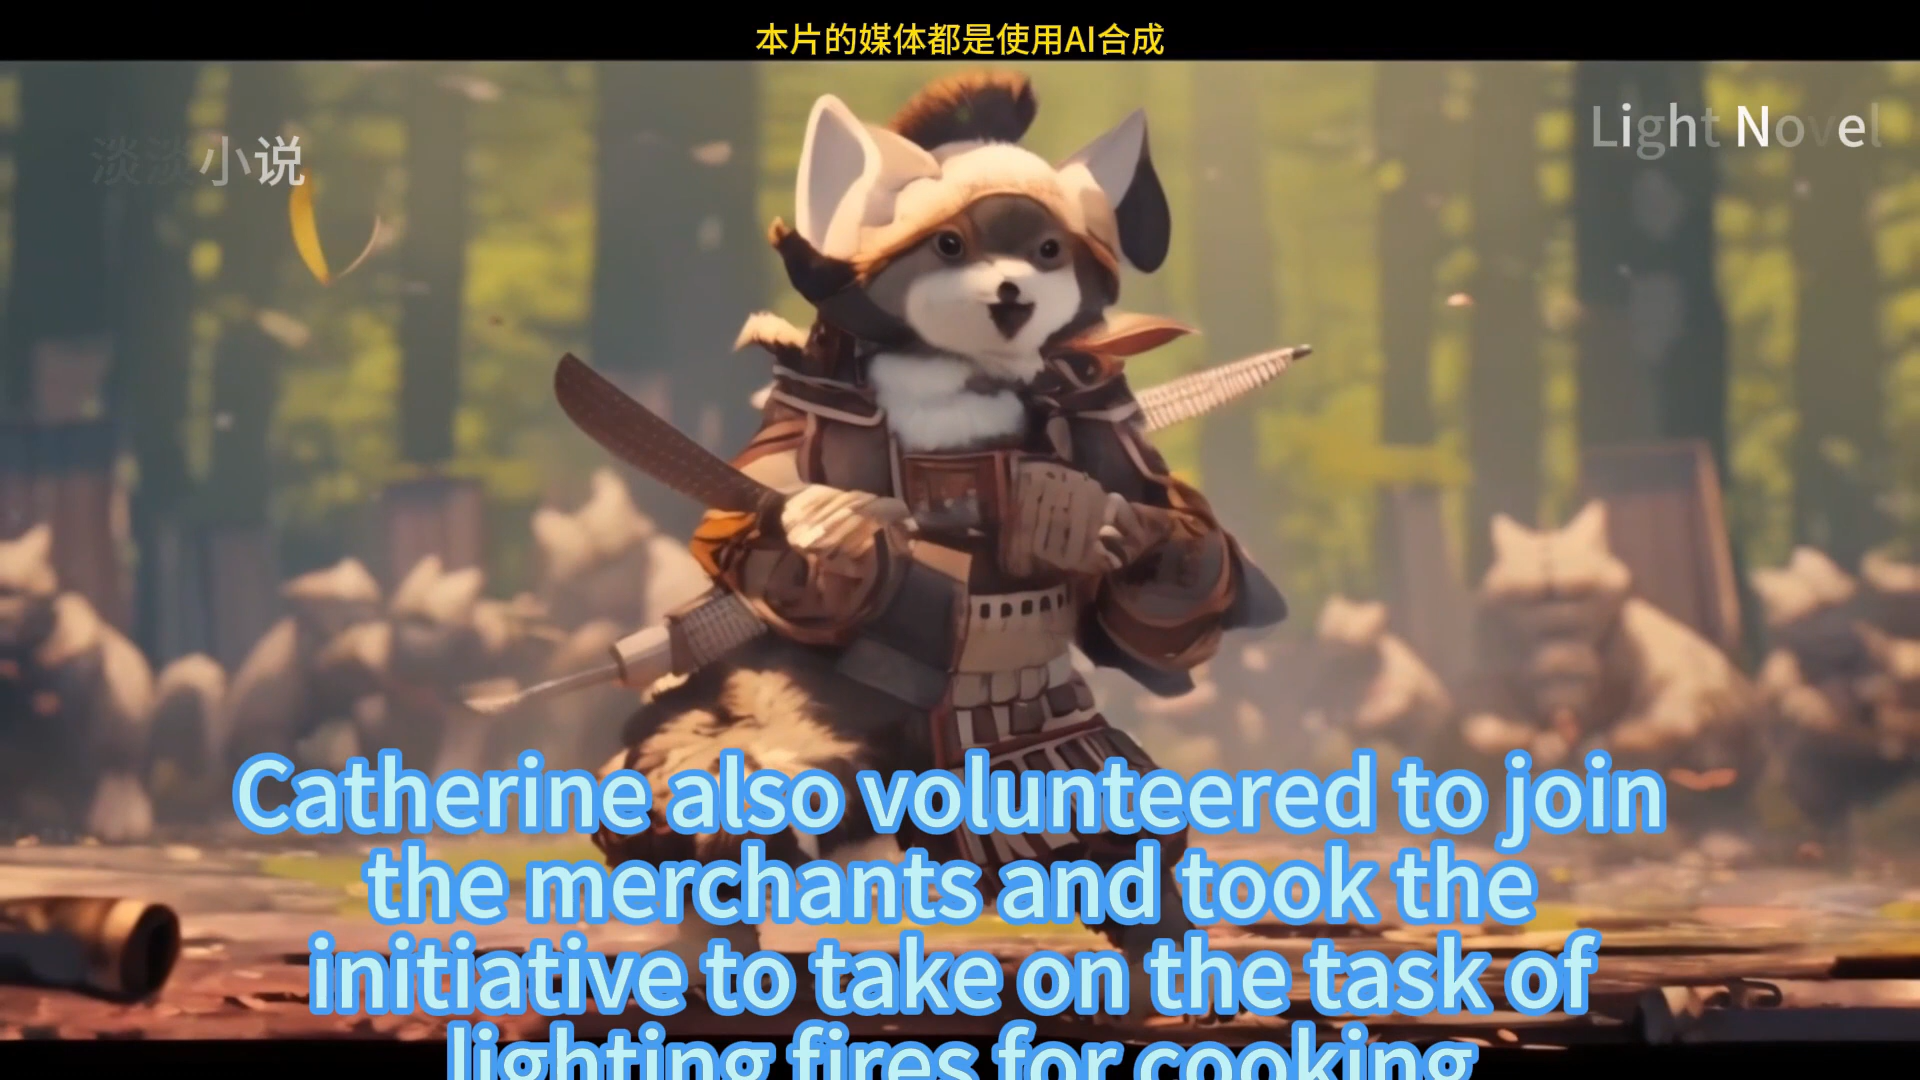 本片的媒体都是使用AI合成
淡淡小说
Light Novel
Catherine also volunteered to join
the merchants and took the
initiative to take on the task of
lighting fires for cooking